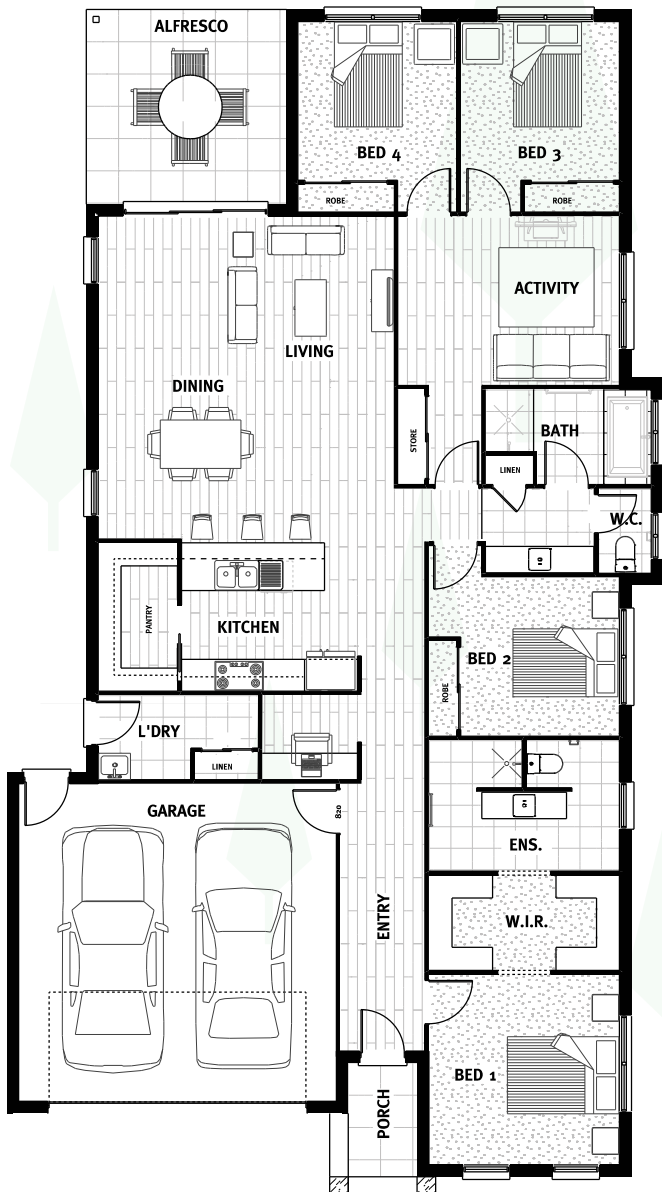 ALFRESCO
BED 4
BED 3
ROBE
ROBE
ACTIVITY
LIVING
DINING
STORE
BATH
LINEN
W.C.
PANTRY
KITCHEN
BED 2
ROBE
L'DRY
LINEN
GARAGE
820
ENS.
ENTRY
W.I.R.
BED 1
PORCH